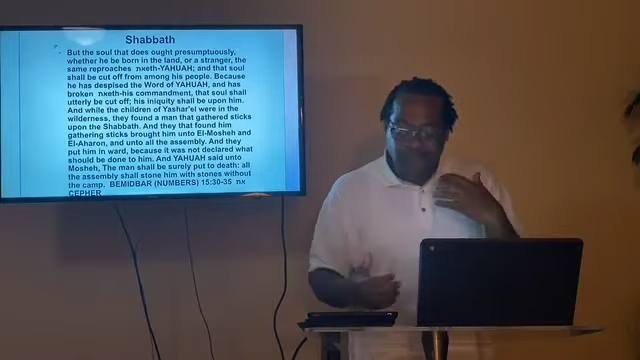 Shabbath
But the soul that does ought presumptuously,
whether he be born in the land, or a stranger, the
same reproaches את-YAHUAH; and that soul
shall be cut off from among his people. Because
he has despised the Word of YAHUAH, and has
broken את-his commandment, that soul shall
utterly be cut off; his iniquity shall be upon him.
And while the children of Yashar'el were in the
wilderness, they found a man that gathered sticks
upon the Shabbath. And they that found him
gathering sticks brought him unto El-Mosheh and
El-Aharon, and unto all the assembly. And they
put him in ward, because it was not declared what
should be done to him. And YAHUAH said unto
Mosheh, The man shall be surely put to death: all
the assembly shall stone him with stones without
the camp. BEMIDBAR (NUMBERS) 15:30-35 את
CEPHER